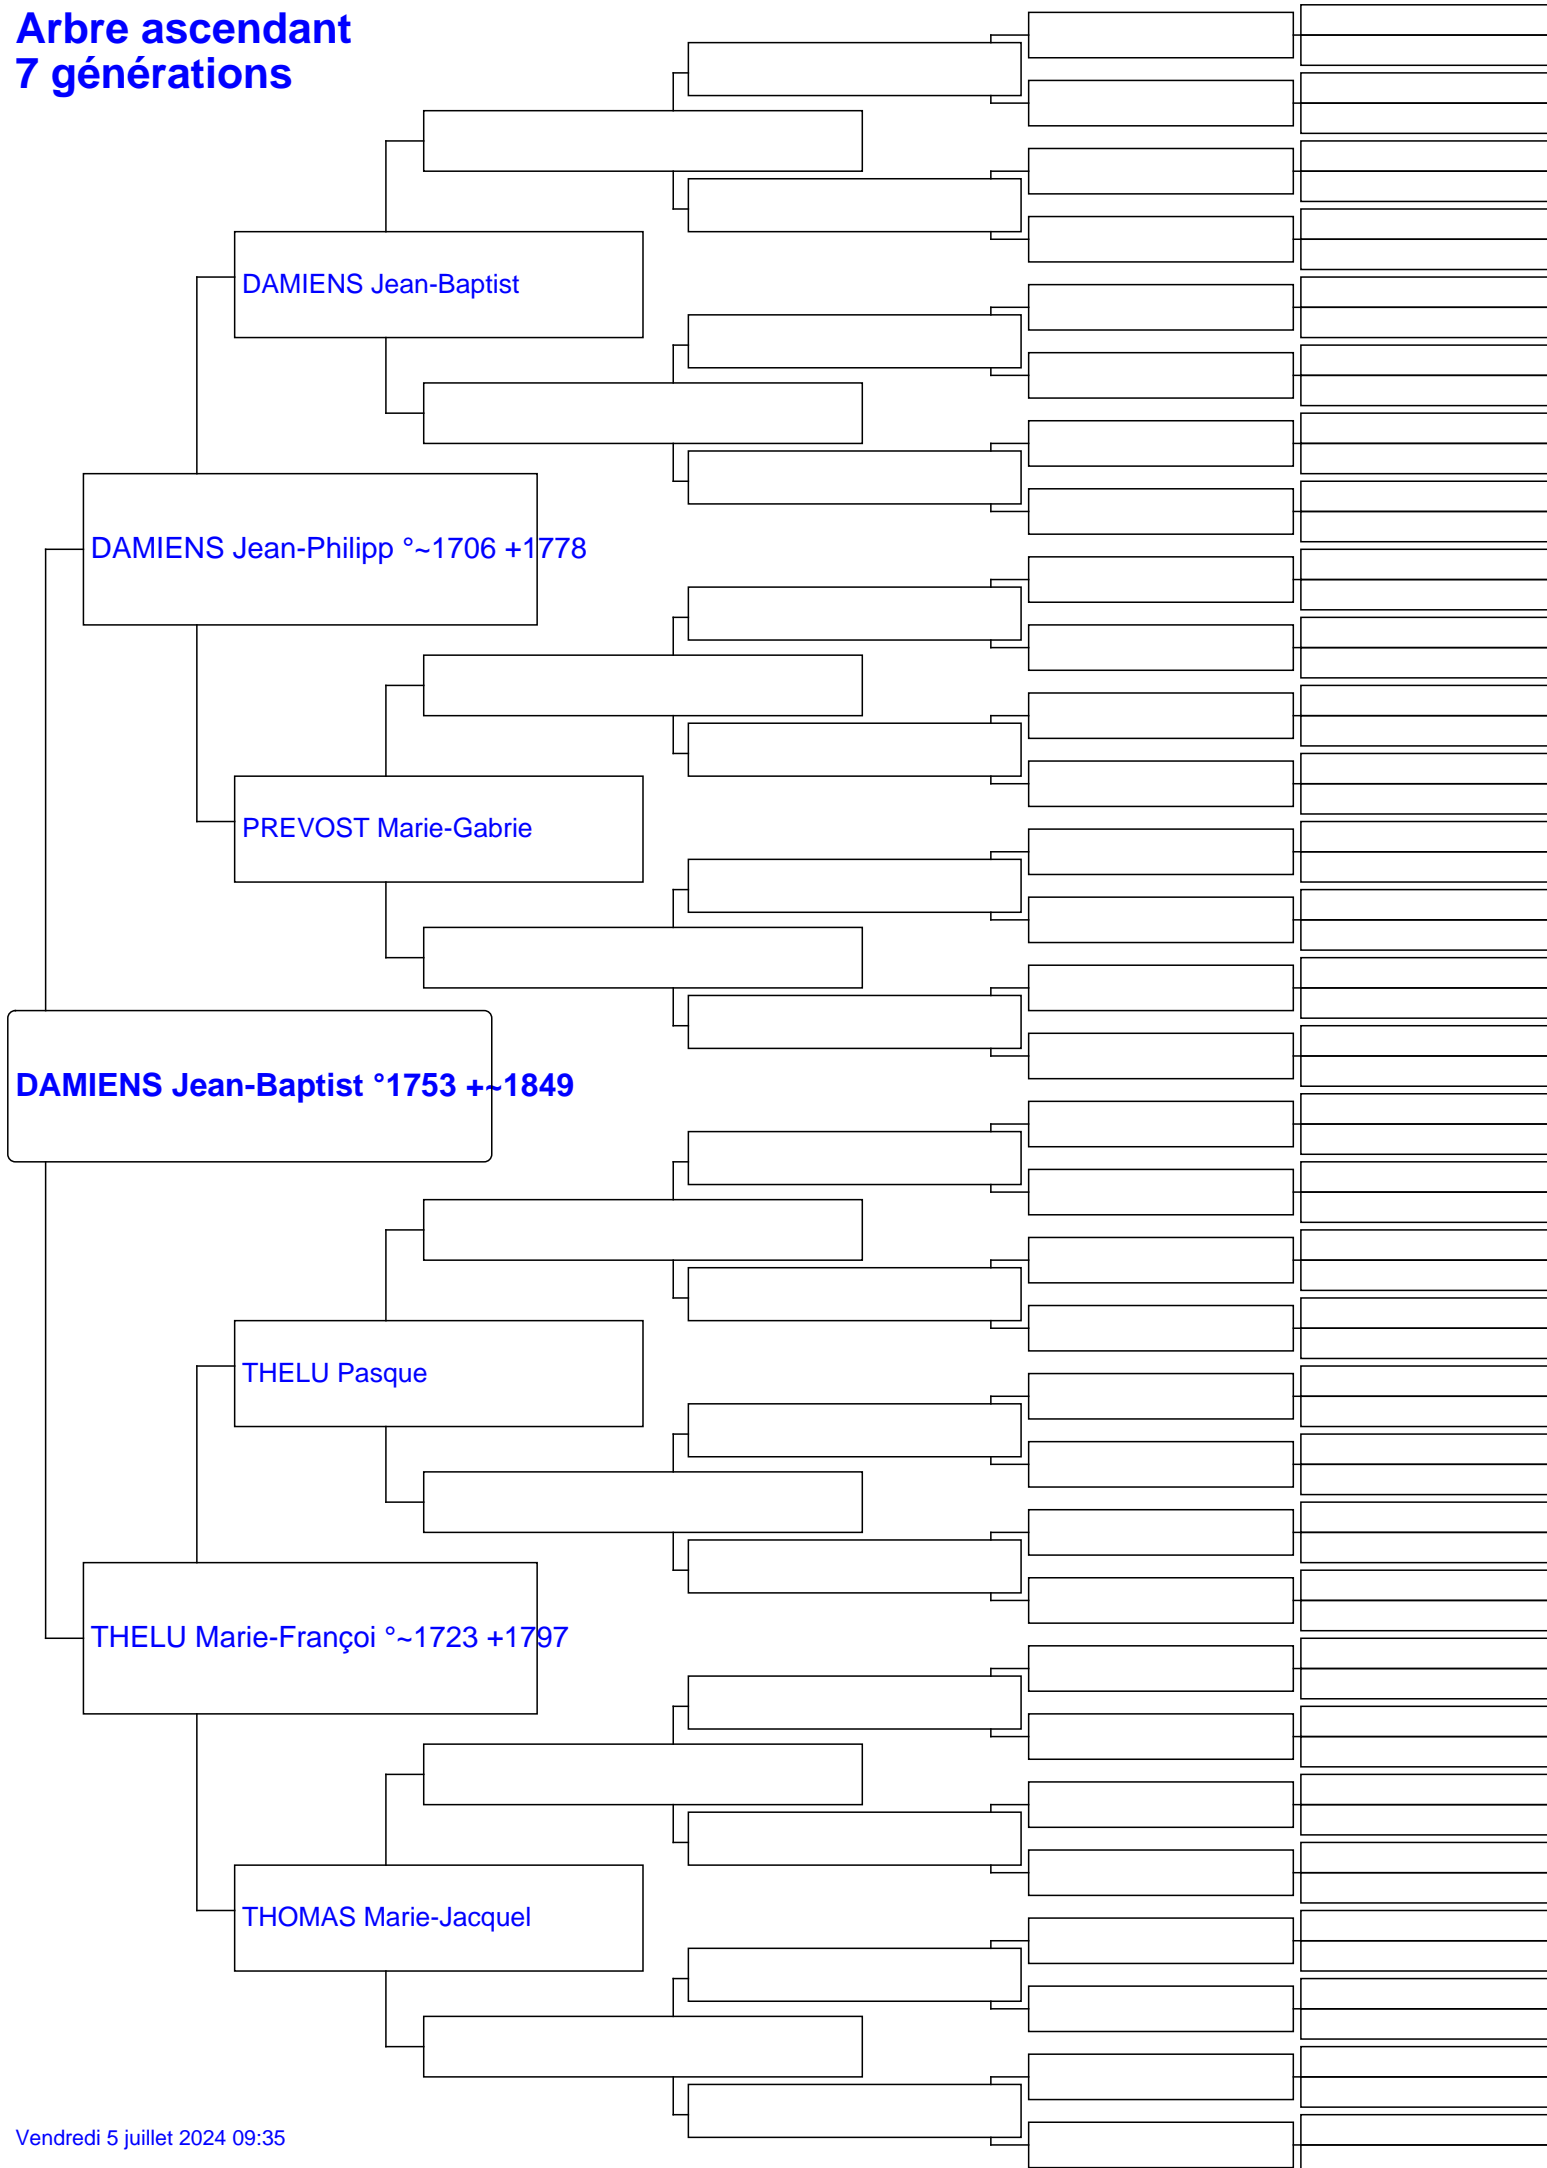 Arbre ascendant
7 générations
DAMIENS Jean-Baptist
DAMIENS Jean-Philipp °~1706 +1778
PREVOST Marie-Gabrie
DAMIENS Jean-Baptist °1753 +~1849
THELU Pasque
THELU Marie-Françoi °~1723 +1797
THOMAS Marie-Jacquel
Vendredi 5 juillet 2024 09:35